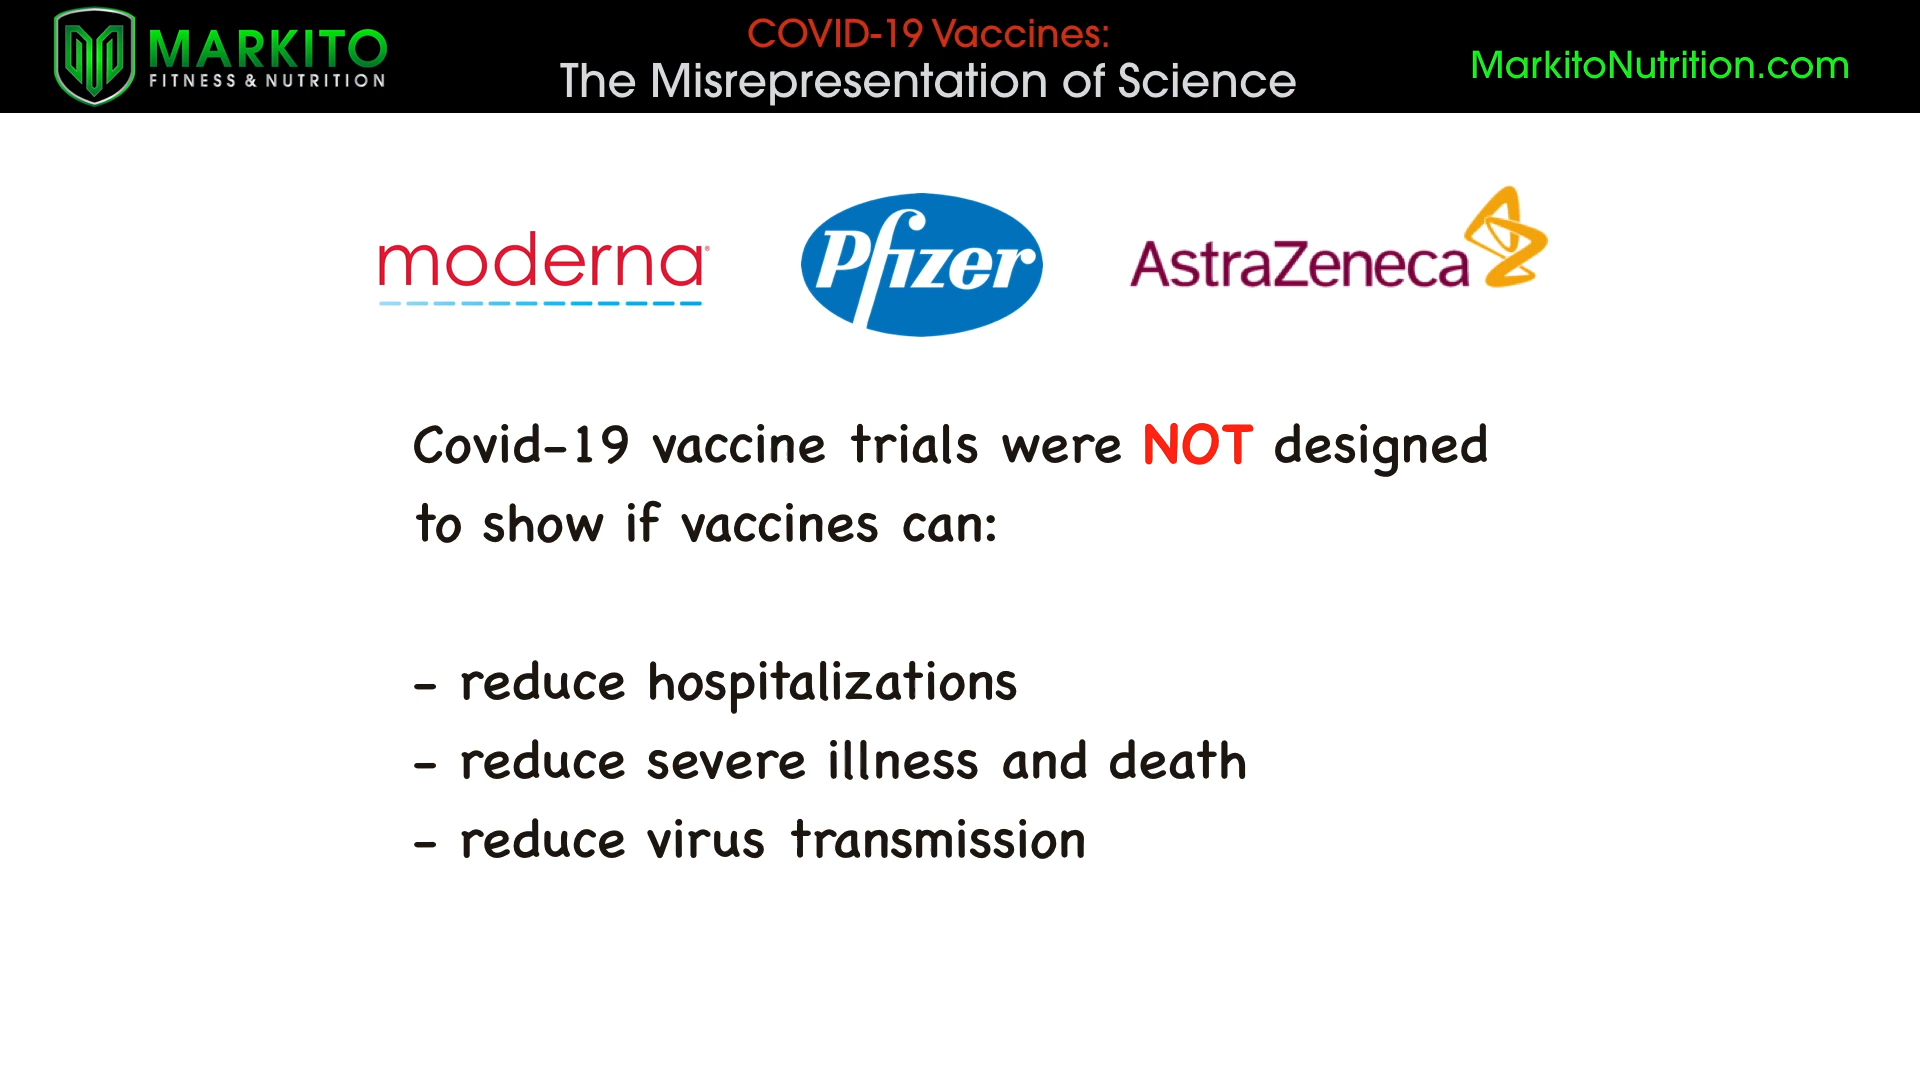 MARKITO
FITNESS & NUTRITION
COVID-19 Vaccines:
The Misrepresentation of Science
MarkitoNutrition.com
moderna
Pfizer
AstraZeneca
Covid-19 vaccine trials were NOT designed
to show if vaccines can:
- reduce hospitalizations
- reduce severe illness and death
- reduce virus transmission